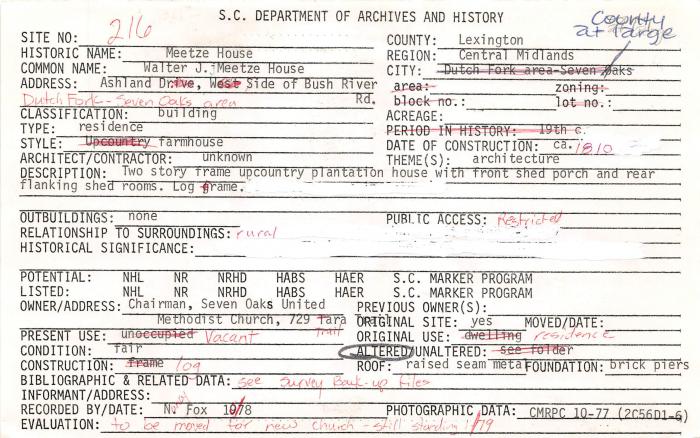 S.C. DEPARTMENT OF ARCHIVES AND HISTORY
County at large
SITE NO: 216
COUNTY: Lexington
HISTORIC NAME: Meetze House
REGION: Central Midlands
COMMON NAME: Walter J. Meetze House
CITY: Dutch Fork area-Seven Oaks
ADDRESS: Ashland Drive, West Side of Bush River Rd.
area: zoning:
Dutch Fork - Seven Oaks area
block no.: lot no.:
CLASSIFICATION: building
ACREAGE:
TYPE: residence
PERIOD IN HISTORY: 19th c.
STYLE: Upcountry farmhouse
DATE OF CONSTRUCTION: ca. 1810
ARCHITECT/CONTRACTOR: unknown
THEME(S): architecture
DESCRIPTION: Two story frame upcountry plantation house with front shed porch and rear
flanking shed rooms. Log frame.
OUTBUILDINGS: none
PUBLIC ACCESS: Restricted
RELATIONSHIP TO SURROUNDINGS: rural
HISTORICAL SIGNIFICANCE:
POTENTIAL: NHL NR NRHD HABS HAER S.C. MARKER PROGRAM
LISTED: NHL NR NRHD HABS HAER S.C. MARKER PROGRAM
OWNER/ADDRESS: Chairman, Seven Oaks United
PREVIOUS OWNER(S):
Methodist Church, 729 Tara Trail
ORIGINAL SITE: yes MOVED/DATE:
PRESENT USE: unoccupied Vacant
ORIGINAL USE: dwelling residence
CONDITION: fair
ALTERED/UNALTERED: see folder
CONSTRUCTION: frame log
ROOF: raised seam metal FOUNDATION: brick piers
BIBLIOGRAPHIC & RELATED DATA: see Survey Back-up files
INFORMANT/ADDRESS:
RECORDED BY/DATE: N. Fox 10/78
PHOTOGRAPHIC DATA: CMRPC 10-77 (2C56D1-6)
EVALUATION: to be moved for new church - still standing 1/79